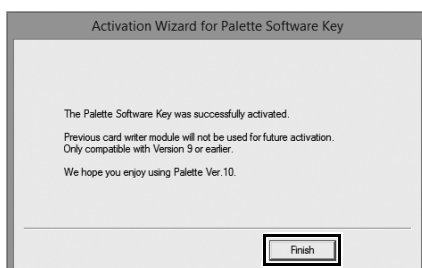 Activation Wizard for Palette Software Key
The Palette Software Key was successfully activated.
Previous card writer module will not be used for future activation.
Only compatible with Version 9 or earlier.
We hope you enjoy using Palette Ver.10.
Finish